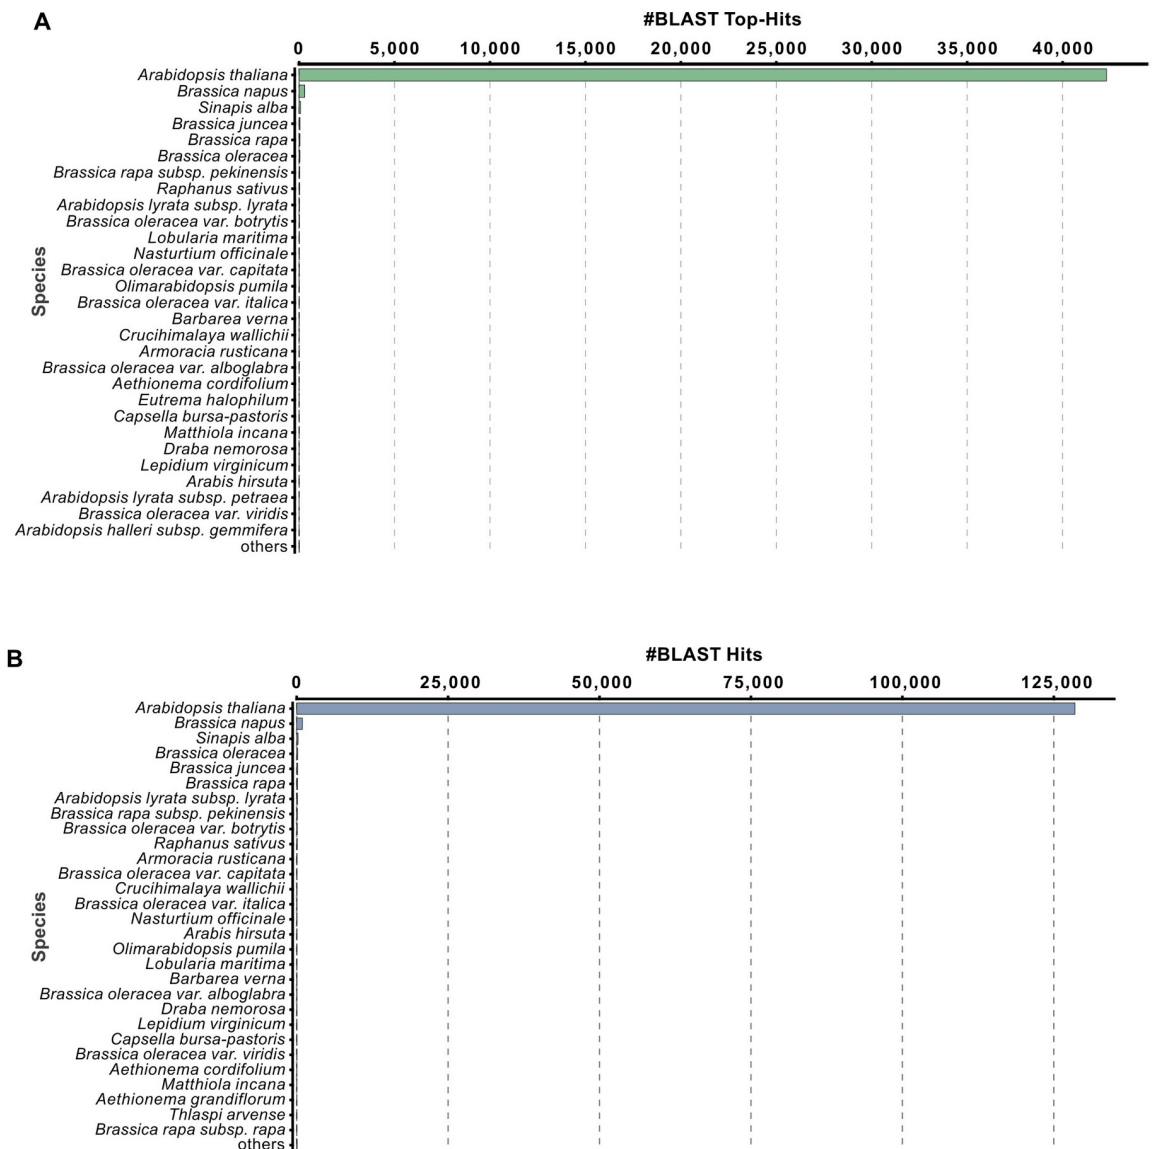 A
#BLAST Top-Hits
0 5,000 10,000 15,000 20,000 25,000 30,000 35,000 40,000
Species
Arabidopsis thaliana
Brassica napus
Sinapis alba
Brassica juncea
Brassica rapa
Brassica oleracea
Brassica rapa subsp. pekinensis
Raphanus sativus
Arabidopsis lyrata subsp. lyrata
Brassica oleracea var. botrytis
Lobularia maritima
Nasturtium officinale
Brassica oleracea var. capitata
Olimarabidopsis pumila
Brassica oleracea var. italica
Barbarea verna
Crucihimalaya wallichii
Armoracia rusticana
Brassica oleracea var. alboglabra
Aethionema cordifolium
Eutrema halophilum
Capsella bursa-pastoris
Matthiola incana
Draba nemorosa
Lepidium virginicum
Arabis hirsuta
Arabidopsis lyrata subsp. petraea
Brassica oleracea var. viridis
Arabidopsis halleri subsp. gemmifera
others
B
#BLAST Hits
0 25,000 50,000 75,000 100,000 125,000
Species
Arabidopsis thaliana
Brassica napus
Sinapis alba
Brassica oleracea
Brassica juncea
Brassica rapa
Arabidopsis lyrata subsp. lyrata
Brassica rapa subsp. pekinensis
Brassica oleracea var. botrytis
Raphanus sativus
Armoracia rusticana
Brassica oleracea var. capitata
Crucihimalaya wallichii
Brassica oleracea var. italica
Nasturtium officinale
Arabis hirsuta
Olimarabidopsis pumila
Lobularia maritima
Barbarea verna
Brassica oleracea var. alboglabra
Draba nemorosa
Lepidium virginicum
Capsella bursa-pastoris
Brassica oleracea var. viridis
Aethionema cordifolium
Matthiola incana
Aethionema grandiflorum
Thlaspi arvense
Brassica rapa subsp. rapa
others